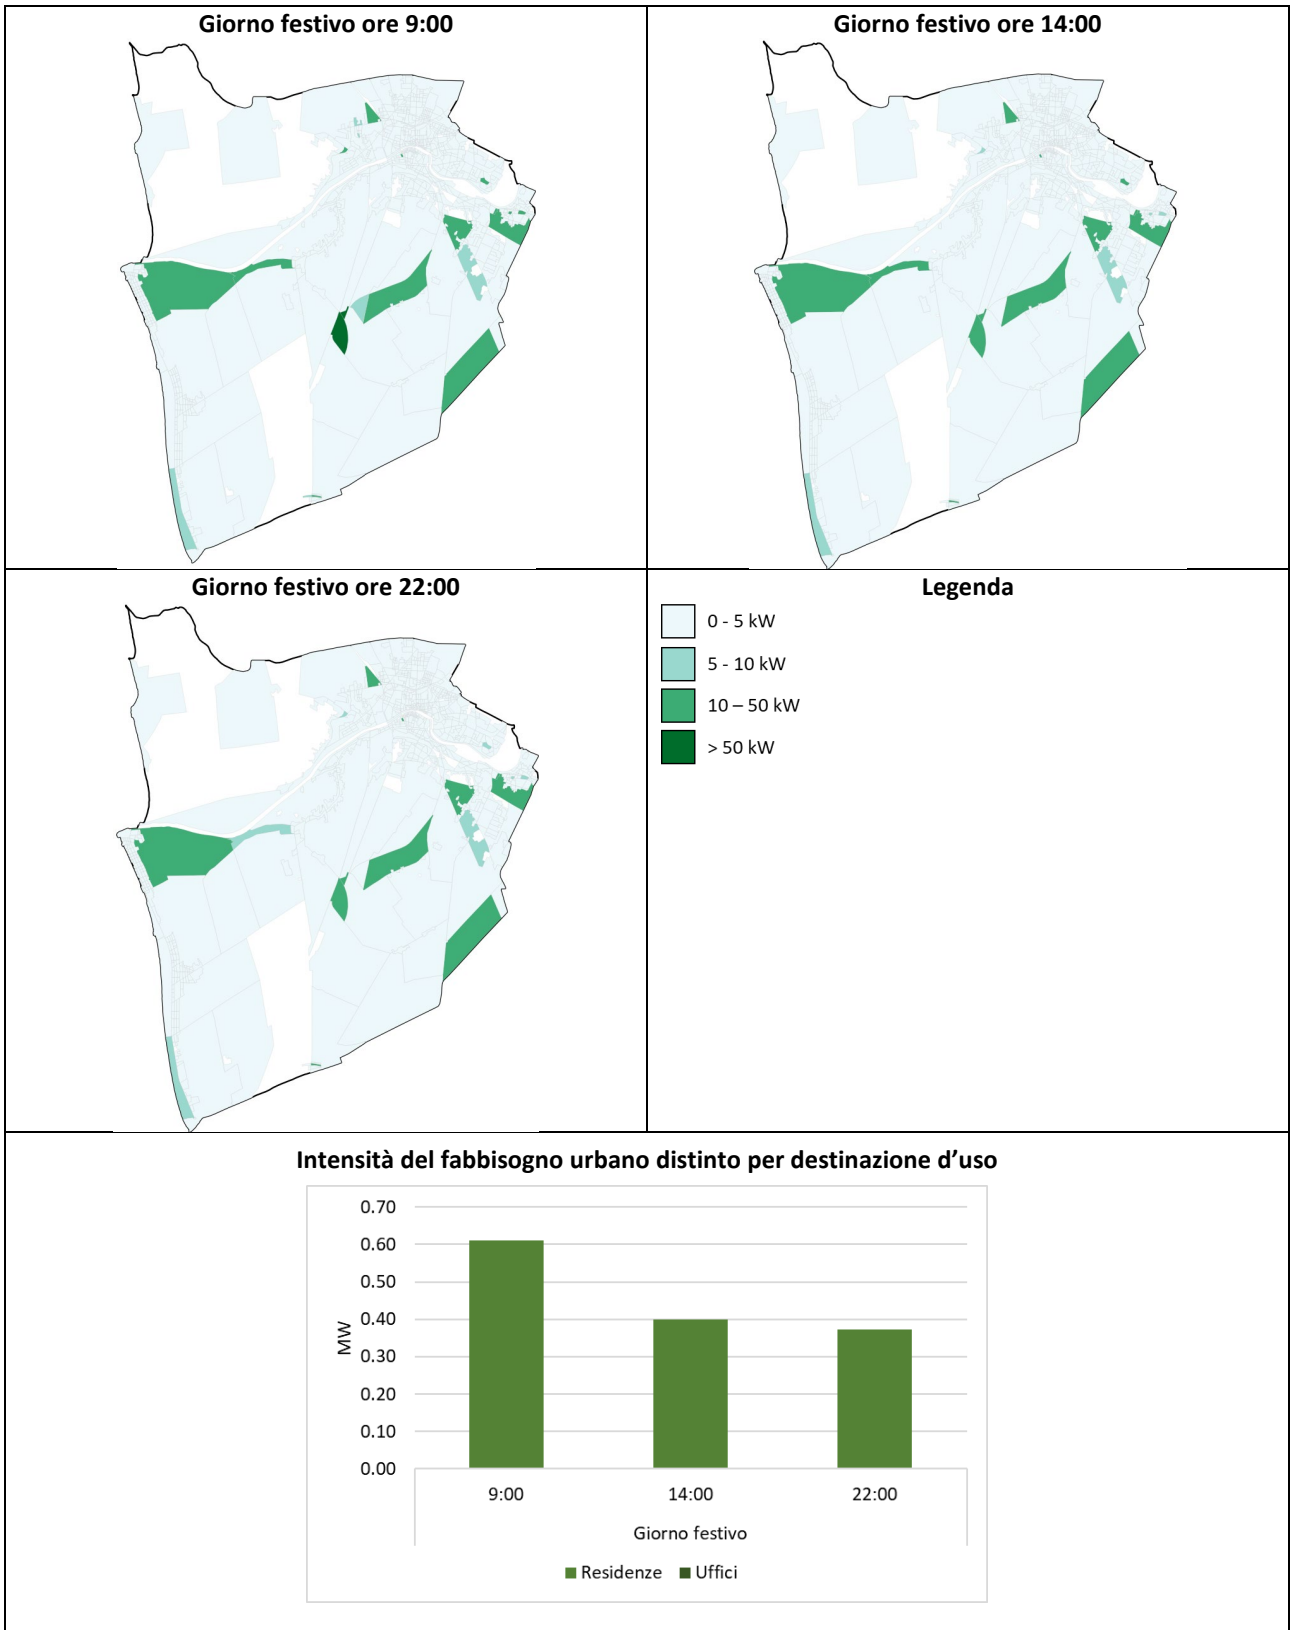 Giorno festivo ore 9:00
Giorno festivo ore 14:00
Giorno festivo ore 22:00
Legenda
0 - 5 kW
5 - 10 kW
10 – 50 kW
> 50 kW
Intensità del fabbisogno urbano distinto per destinazione d’uso
0.70
0.60
0.50
0.40
0.30
0.20
0.10
0.00
MW
9:00 14:00 22:00
Giorno festivo
Residenze Uffici